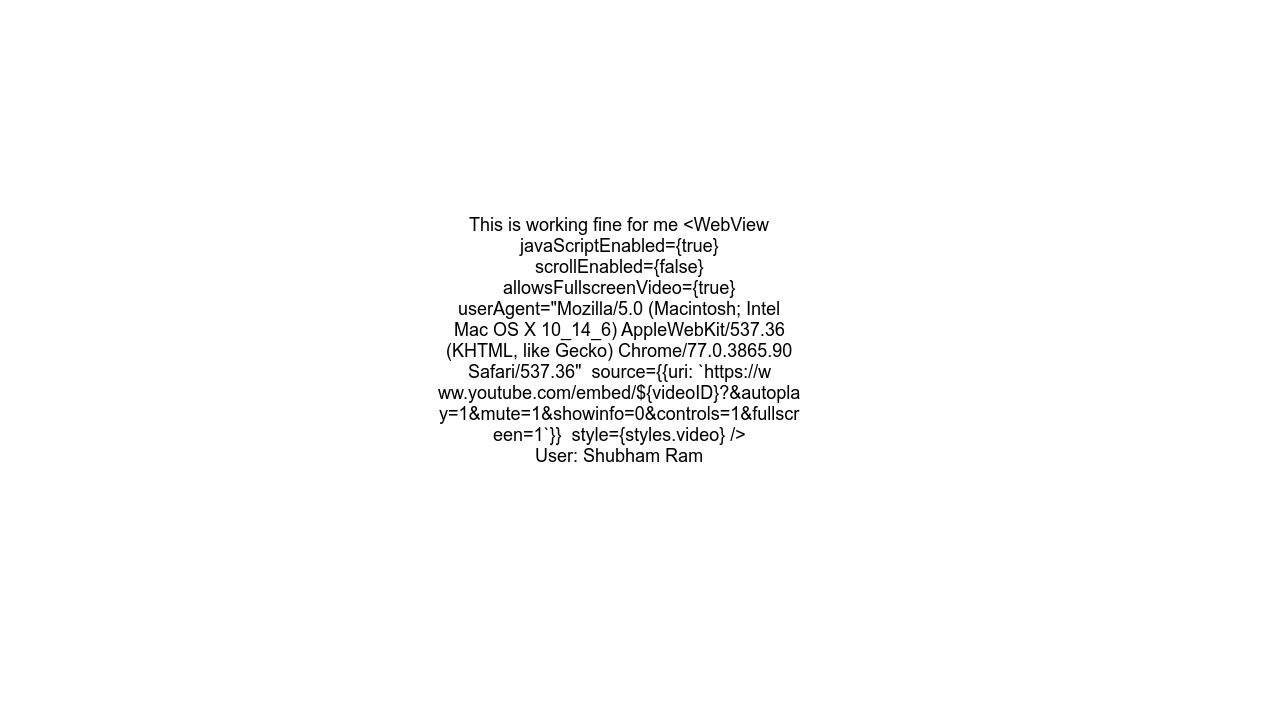 This is working fine for me <WebView
javaScriptEnabled={true}
scrollEnabled={false}
allowsFullscreenVideo={true}
userAgent="Mozilla/5.0 (Macintosh; Intel
Mac OS X 10_14_6) AppleWebKit/537.36
(KHTML, like Gecko) Chrome/77.0.3865.90
Safari/537.36"  source={{uri: `https://w
ww.youtube.com/embed/${videoID}?&autopla
y=1&mute=1&showinfo=0&controls=1&fullscr
een=1`}}  style={styles.video} />
User: Shubham Ram